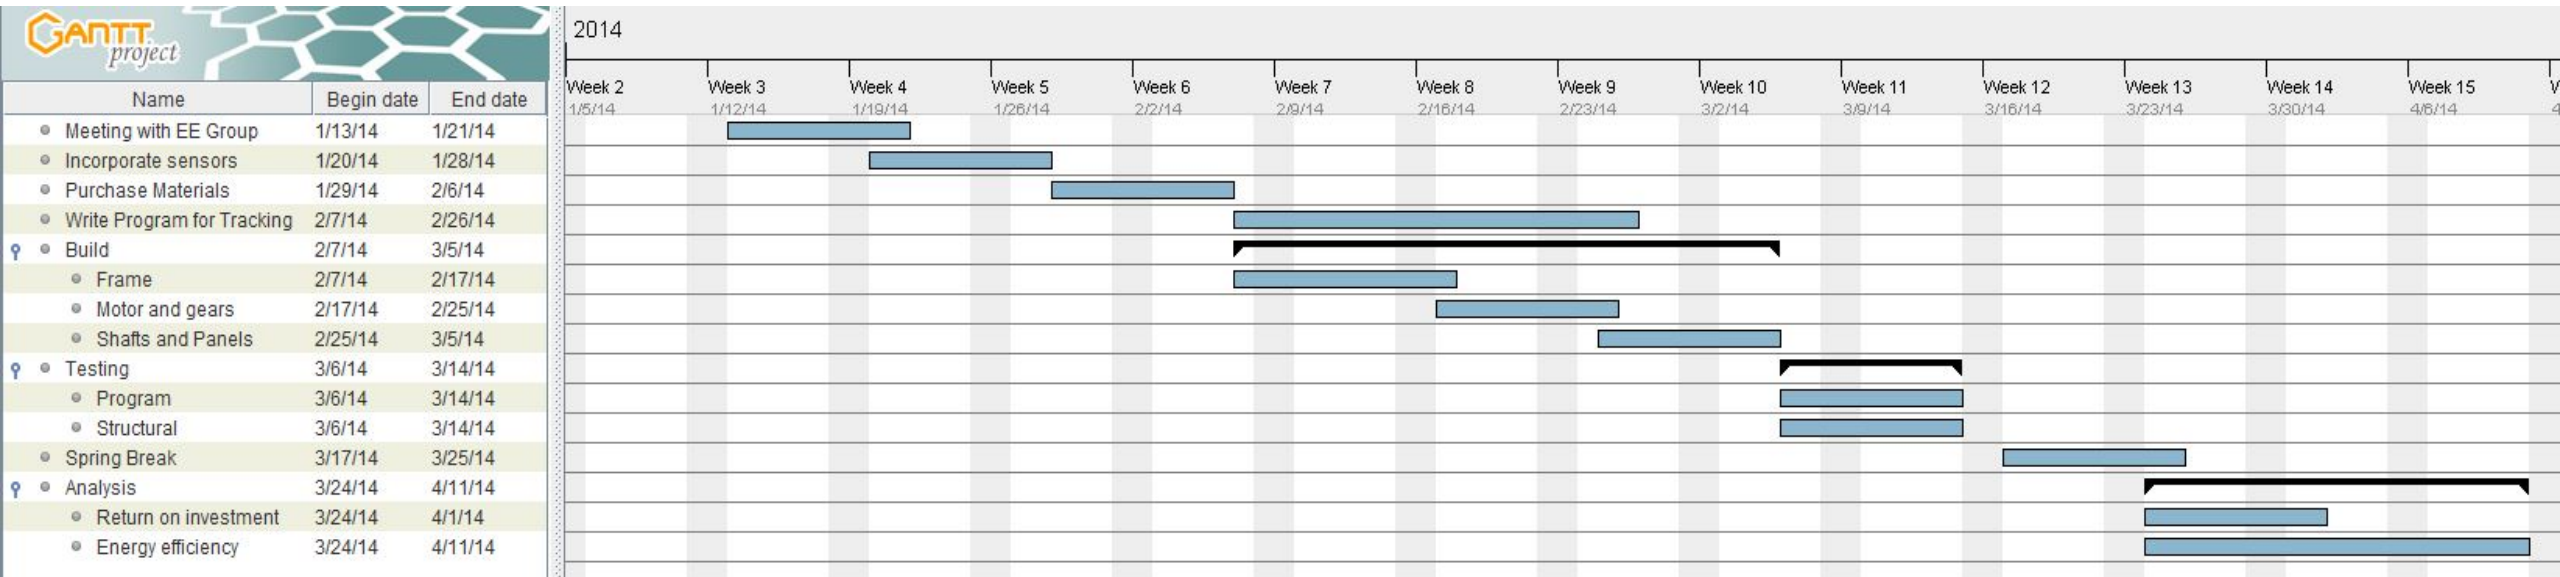 GANTT
project
2014
Week 2 Week 3 Week 4 Week 5 Week 6 Week 7 Week 8 Week 9 Week 10 Week 11 Week 12 Week 13 Week 14 Week 15
1/5/14 1/12/14 1/19/14 1/26/14 2/2/14 2/9/14 2/16/14 2/23/14 3/2/14 3/9/14 3/16/14 3/23/14 3/30/14 4/6/14
Name Begin date End date
Meeting with EE Group 1/13/14 1/21/14
Incorporate sensors 1/20/14 1/28/14
Purchase Materials 1/29/14 2/6/14
Write Program for Tracking 2/7/14 2/26/14
Build 2/7/14 3/5/14
Frame 2/7/14 2/17/14
Motor and gears 2/17/14 2/25/14
Shafts and Panels 2/25/14 3/5/14
Testing 3/6/14 3/14/14
Program 3/6/14 3/14/14
Structural 3/6/14 3/14/14
Spring Break 3/17/14 3/25/14
Analysis 3/24/14 4/11/14
Return on investment 3/24/14 4/1/14
Energy efficiency 3/24/14 4/11/14